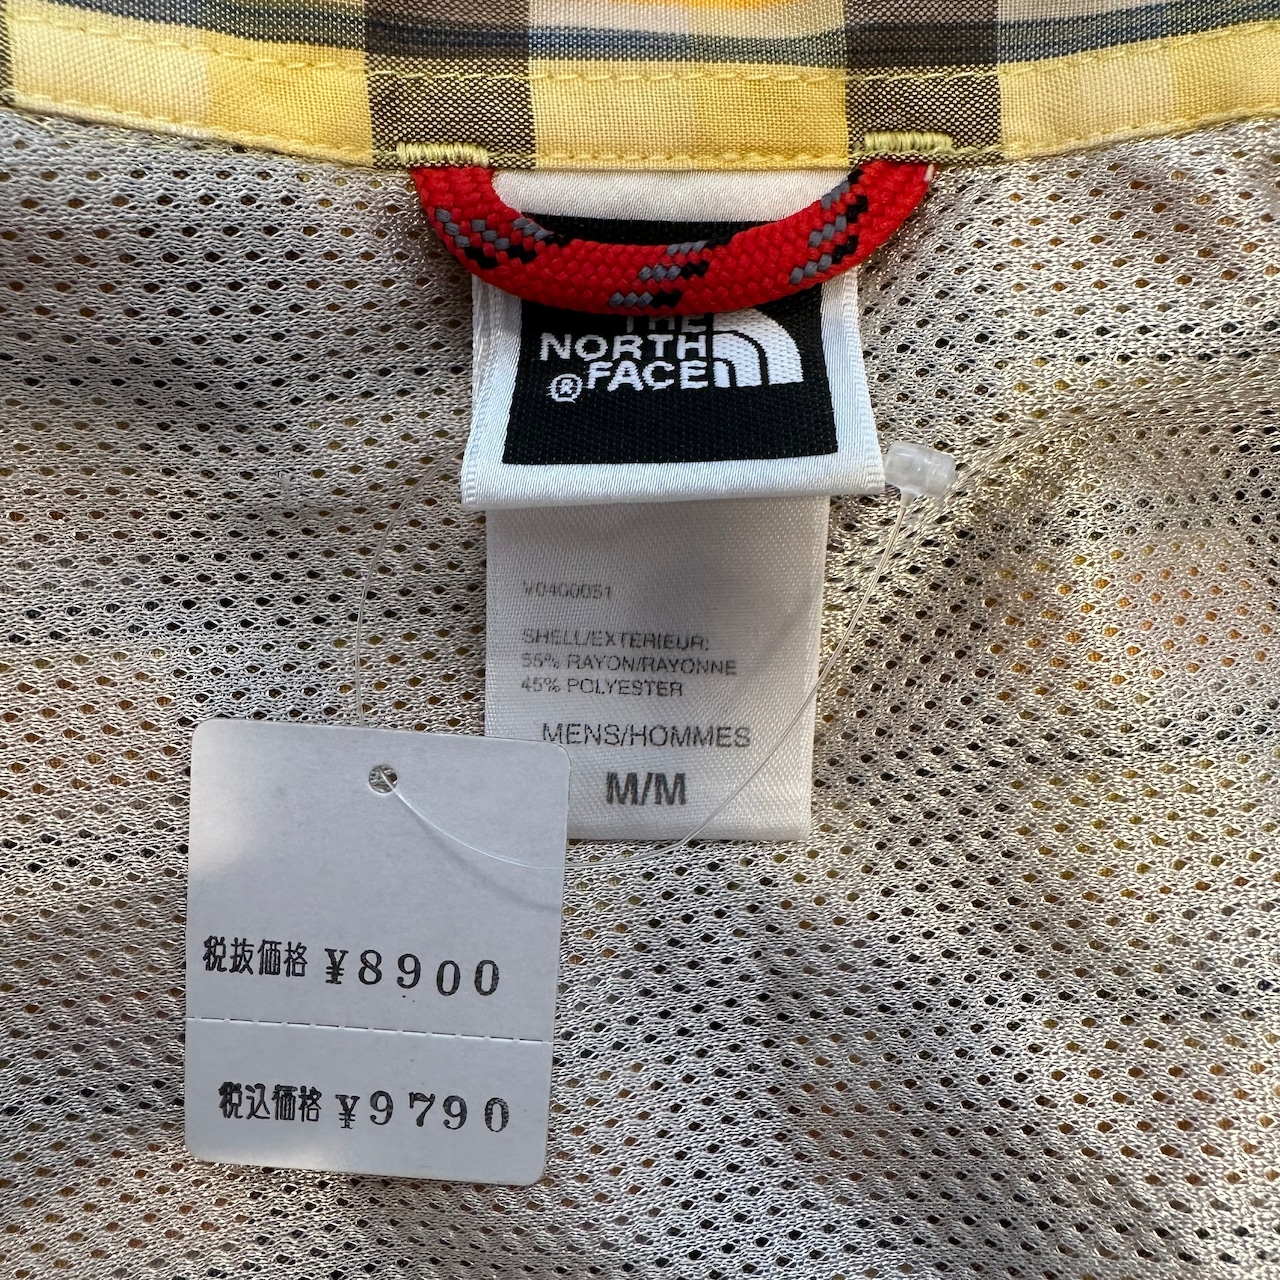 THE
NORTH
®FACE
V0400051
SHELL/EXTERIEUR:
55% RAYON/RAYONNE
45% POLYESTER
MENS/HOMMES
M/M
税抜価格 ¥8900
税込価格 ¥9790